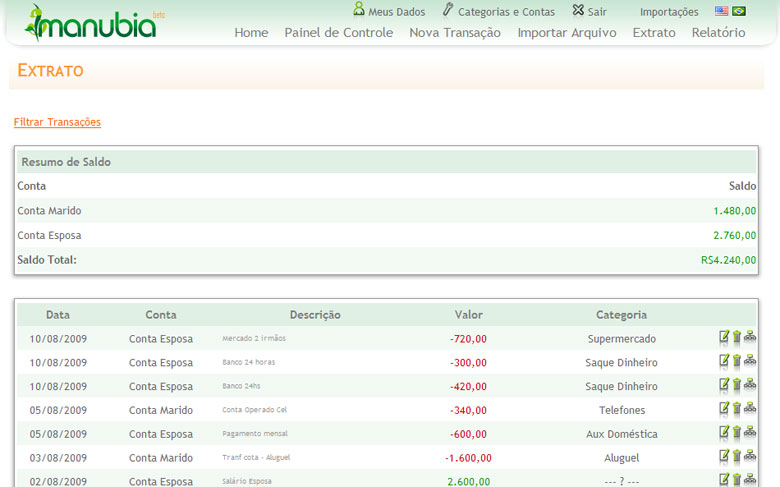 manubia beta
Meus Dados Categorias e Contas Sair Importações
Home Painel de Controle Nova Transação Importar Arquivo Extrato Relatório
EXTRATO
Filtrar Transações
Resumo de Saldo
Conta Saldo
Conta Marido 1.480,00
Conta Esposa 2.760,00
Saldo Total: R$4.240,00
Data Conta Descrição Valor Categoria
10/08/2009 Conta Esposa Mercado 2 irmãos -720,00 Supermercado
10/08/2009 Conta Esposa Banco 24 horas -300,00 Saque Dinheiro
10/08/2009 Conta Esposa Banco 24hs -420,00 Saque Dinheiro
05/08/2009 Conta Marido Conta Operado Cel -340,00 Telefones
05/08/2009 Conta Esposa Pagamento mensal -600,00 Aux Doméstica
03/08/2009 Conta Marido Tranf cota - Aluguel -1.600,00 Aluguel
02/08/2009 Conta Esposa Salário Esposa 2.600,00 --- ? ---